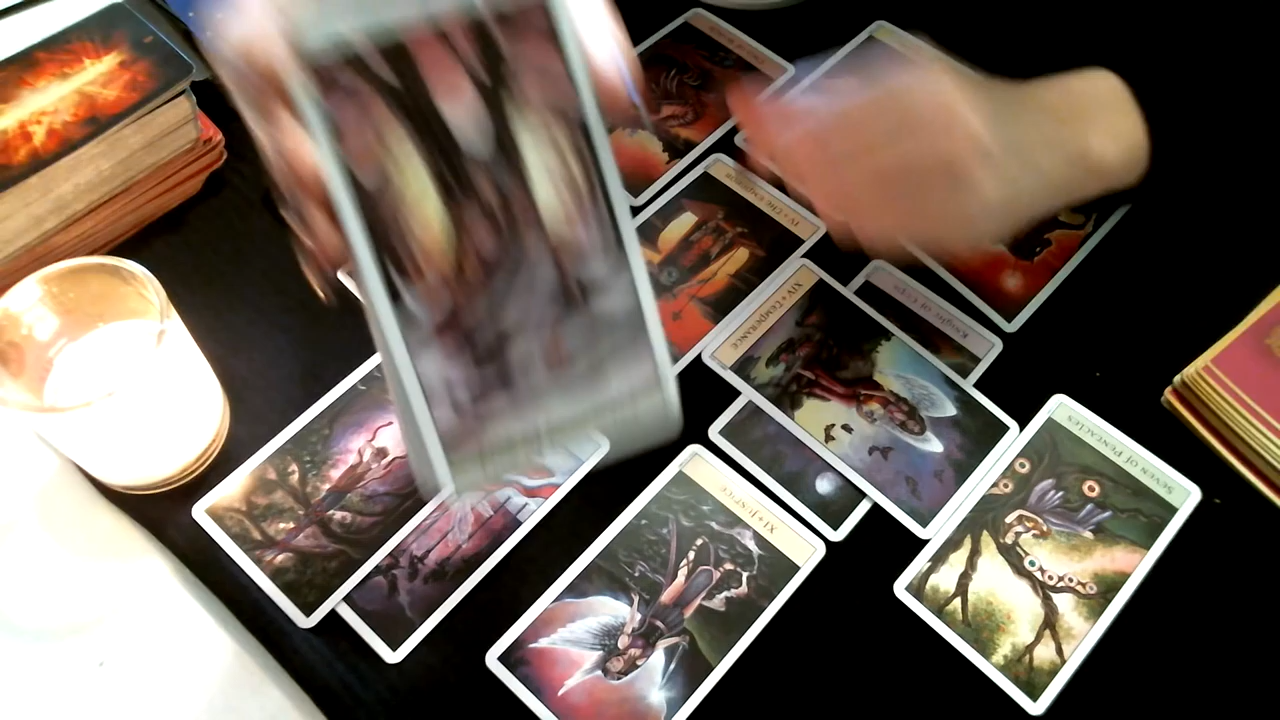 IV • The Emperor
XIV • Temperance
Knight of Cups
Seven of Pentacles
XI • Justice